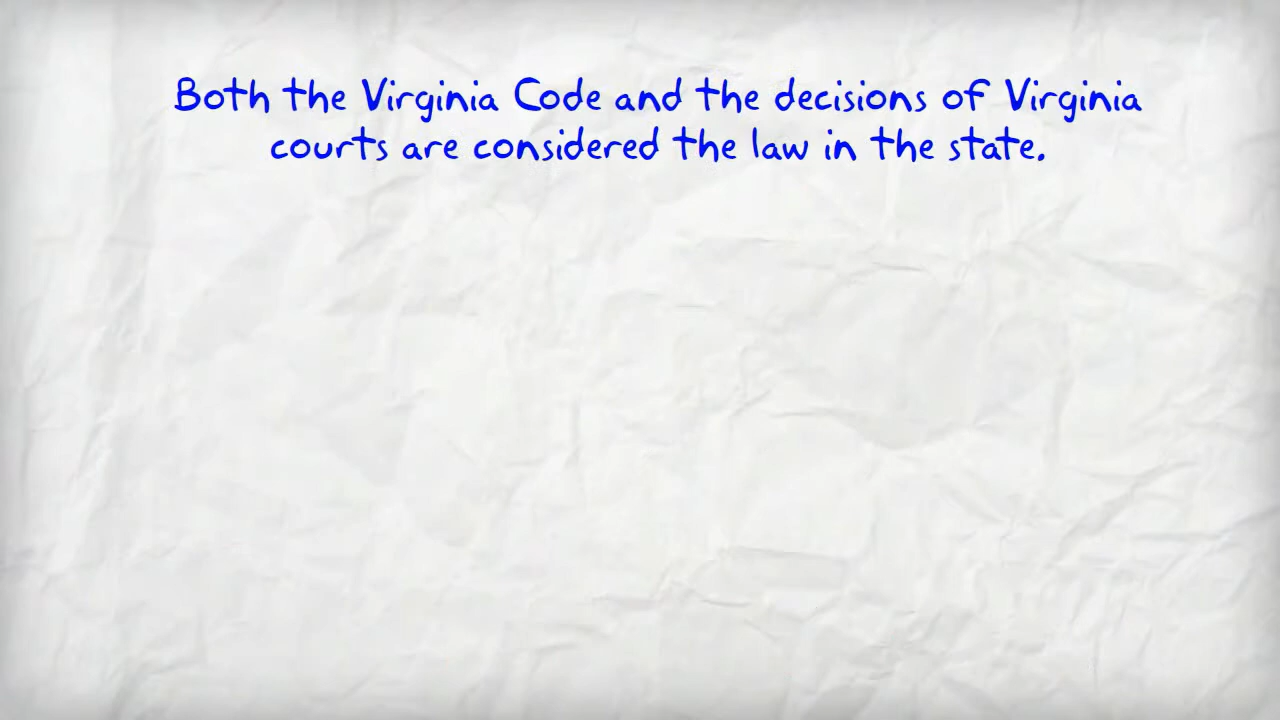 Both the Virginia Code and the decisions of Virginia
courts are considered the law in the state.